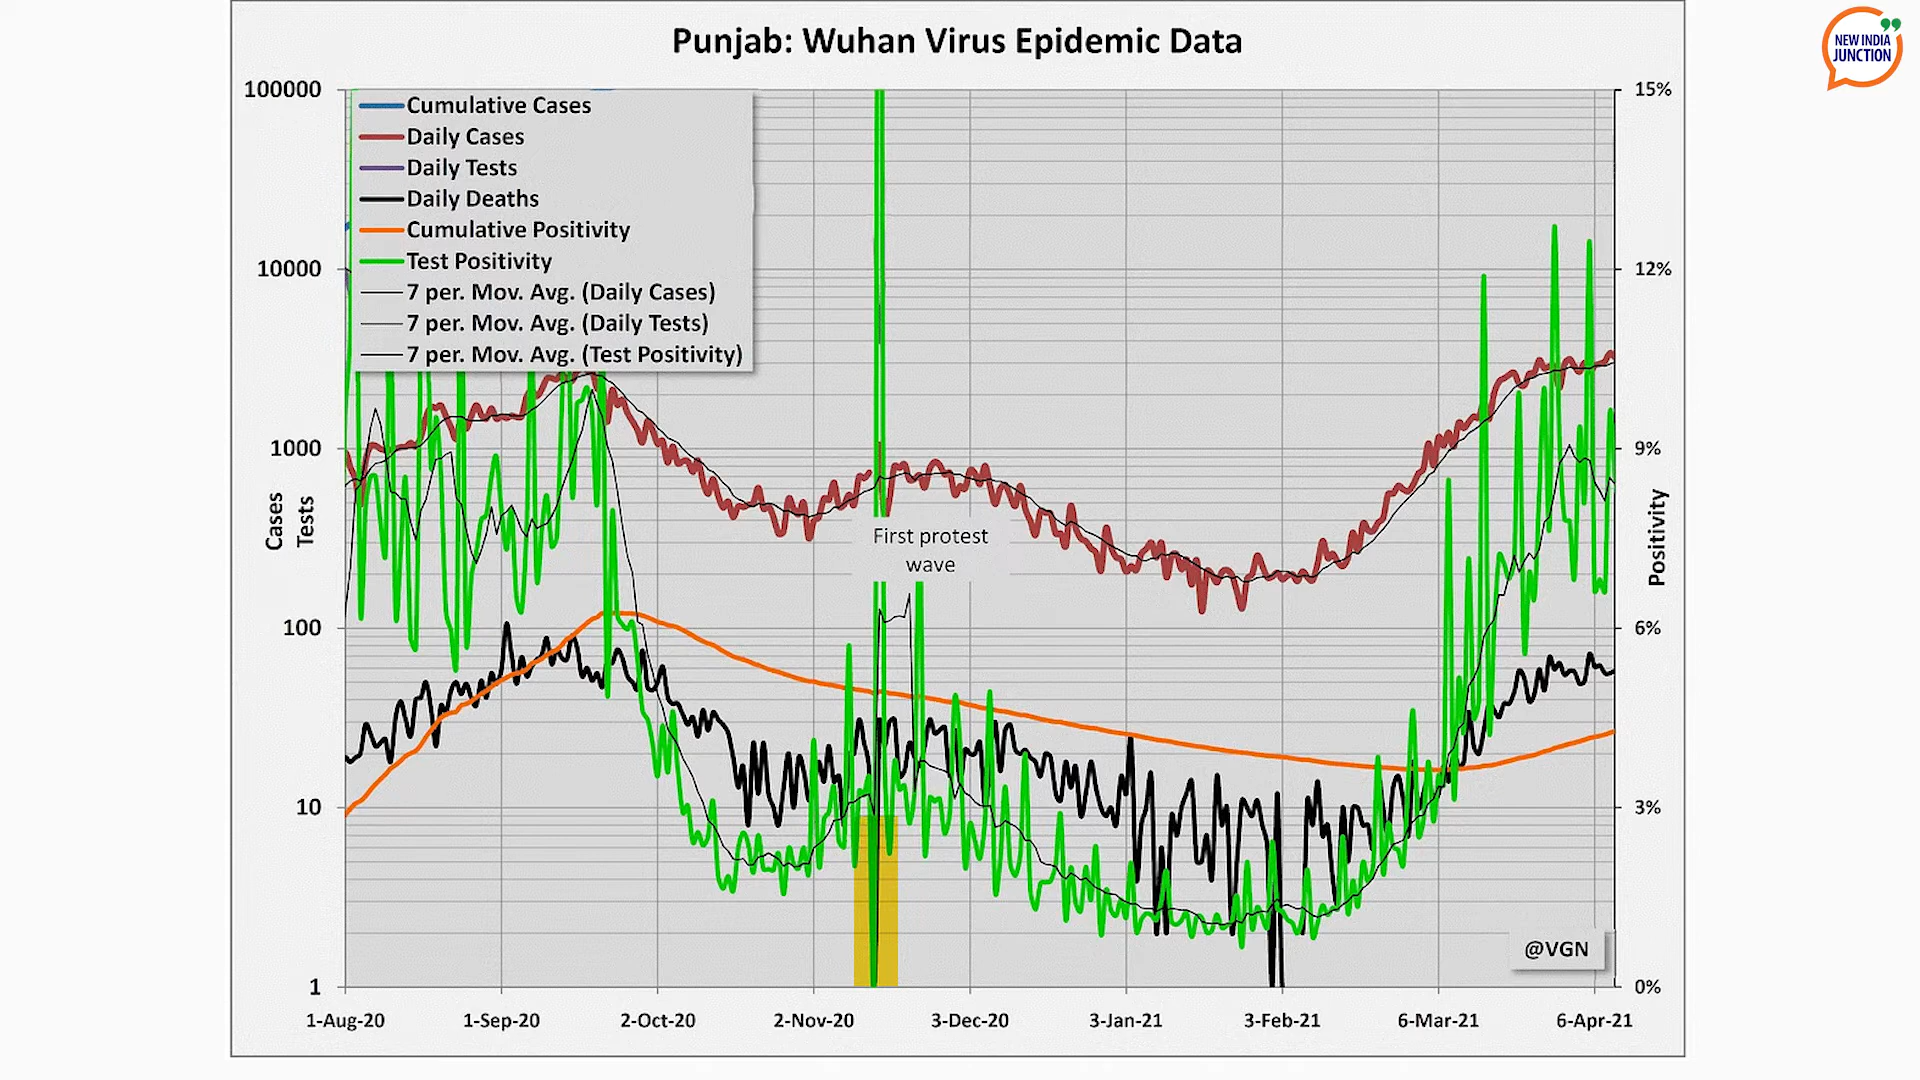 Punjab: Wuhan Virus Epidemic Data
NEW INDIA
JUNCTION
100000
10000
1000
100
10
1
Cases
Tests
Cumulative Cases
Daily Cases
Daily Tests
Daily Deaths
Cumulative Positivity
Test Positivity
7 per. Mov. Avg. (Daily Cases)
7 per. Mov. Avg. (Daily Tests)
7 per. Mov. Avg. (Test Positivity)
First protest
wave
15%
12%
9%
6%
3%
0%
Positivity
@VGN
1-Aug-20
1-Sep-20
2-Oct-20
2-Nov-20
3-Dec-20
3-Jan-21
3-Feb-21
6-Mar-21
6-Apr-21